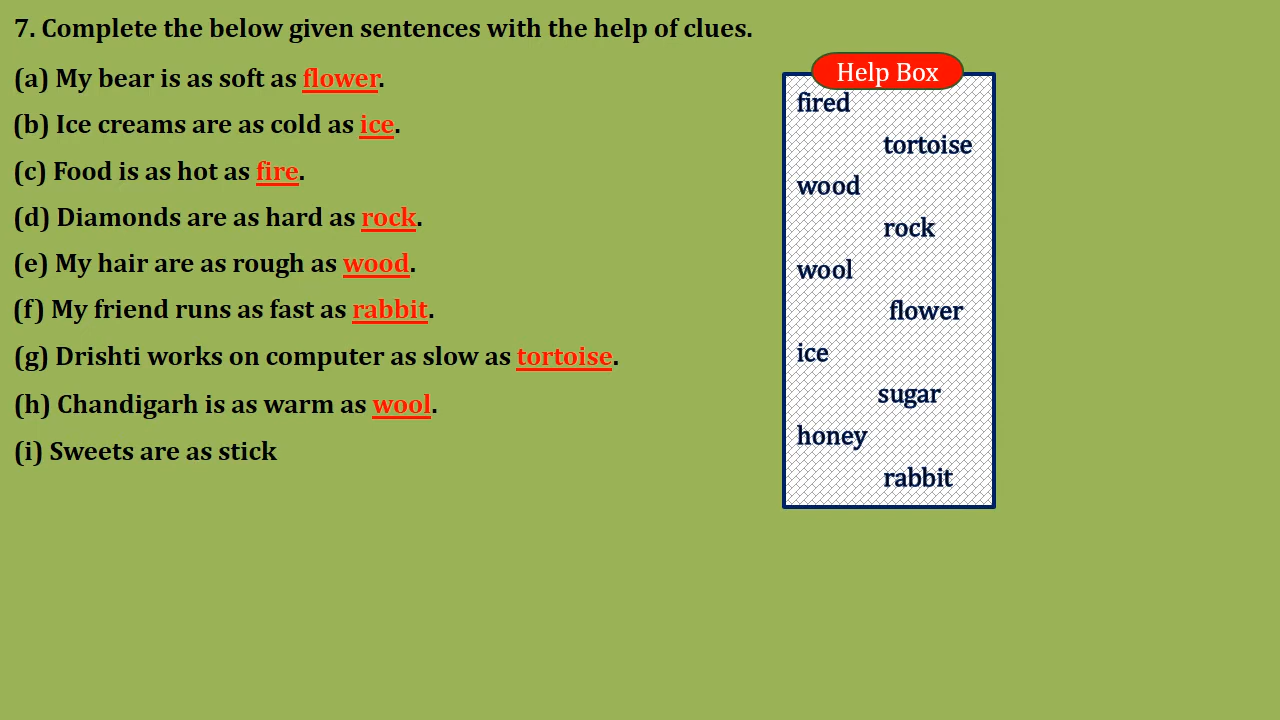 7. Complete the below given sentences with the help of clues.
(a) My bear is as soft as flower.
(b) Ice creams are as cold as ice.
(c) Food is as hot as fire.
(d) Diamonds are as hard as rock.
(e) My hair are as rough as wood.
(f) My friend runs as fast as rabbit.
(g) Drishti works on computer as slow as tortoise.
(h) Chandigarh is as warm as wool.
(i) Sweets are as stick
Help Box
fired
tortoise
wood
rock
wool
flower
ice
sugar
honey
rabbit